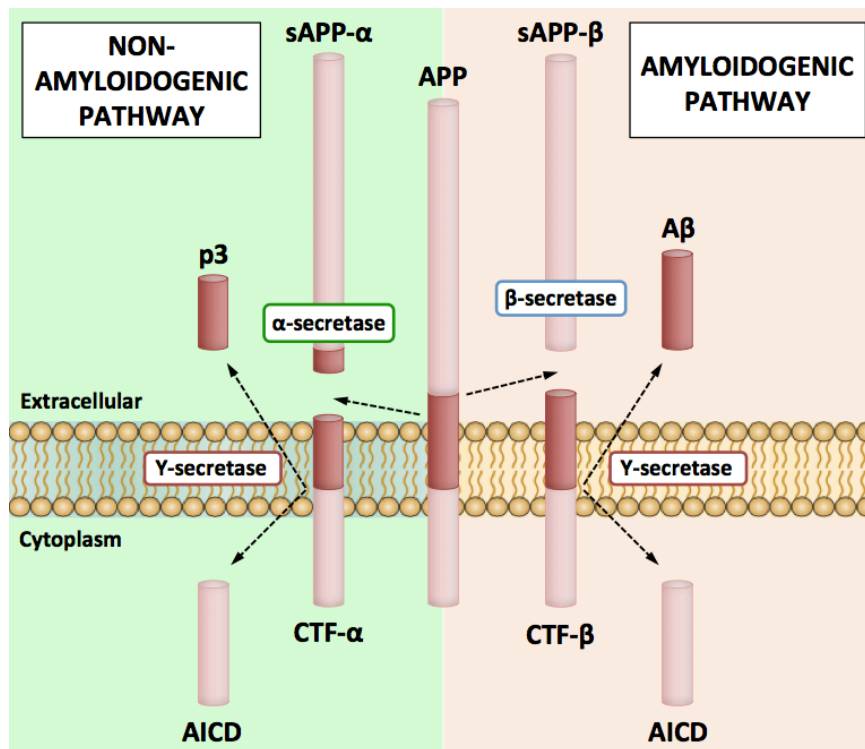 NON-
AMYLOIDOGENIC
PATHWAY
sAPP-α
APP
sAPP-β
AMYLOIDOGENIC
PATHWAY
p3
Aβ
α-secretase
β-secretase
Extracellular
Y-secretase
Y-secretase
Cytoplasm
CTF-α
CTF-β
AICD
AICD